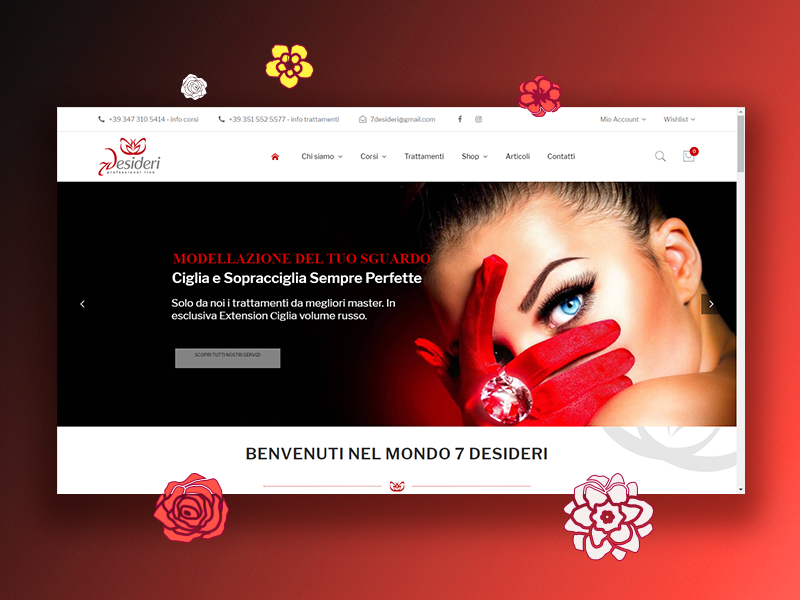 +39 347 310 5414 - info corsi
+39 351 552 5577 - info trattamenti
7desideri@gmail.com
Mio Account
Wishlist
7Desideri
professional line
Chi siamo
Corsi
Trattamenti
Shop
Articoli
Contatti
0
MODELLAZIONE DEL TUO SGUARDO
Ciglia e Sopracciglia Sempre Perfette
Solo da noi i trattamenti da megliori master. In
esclusiva Extension Ciglia volume russo.
SCOPRI TUTTI NOSTRI SERVIZI
BENVENUTI NEL MONDO 7 DESIDERI